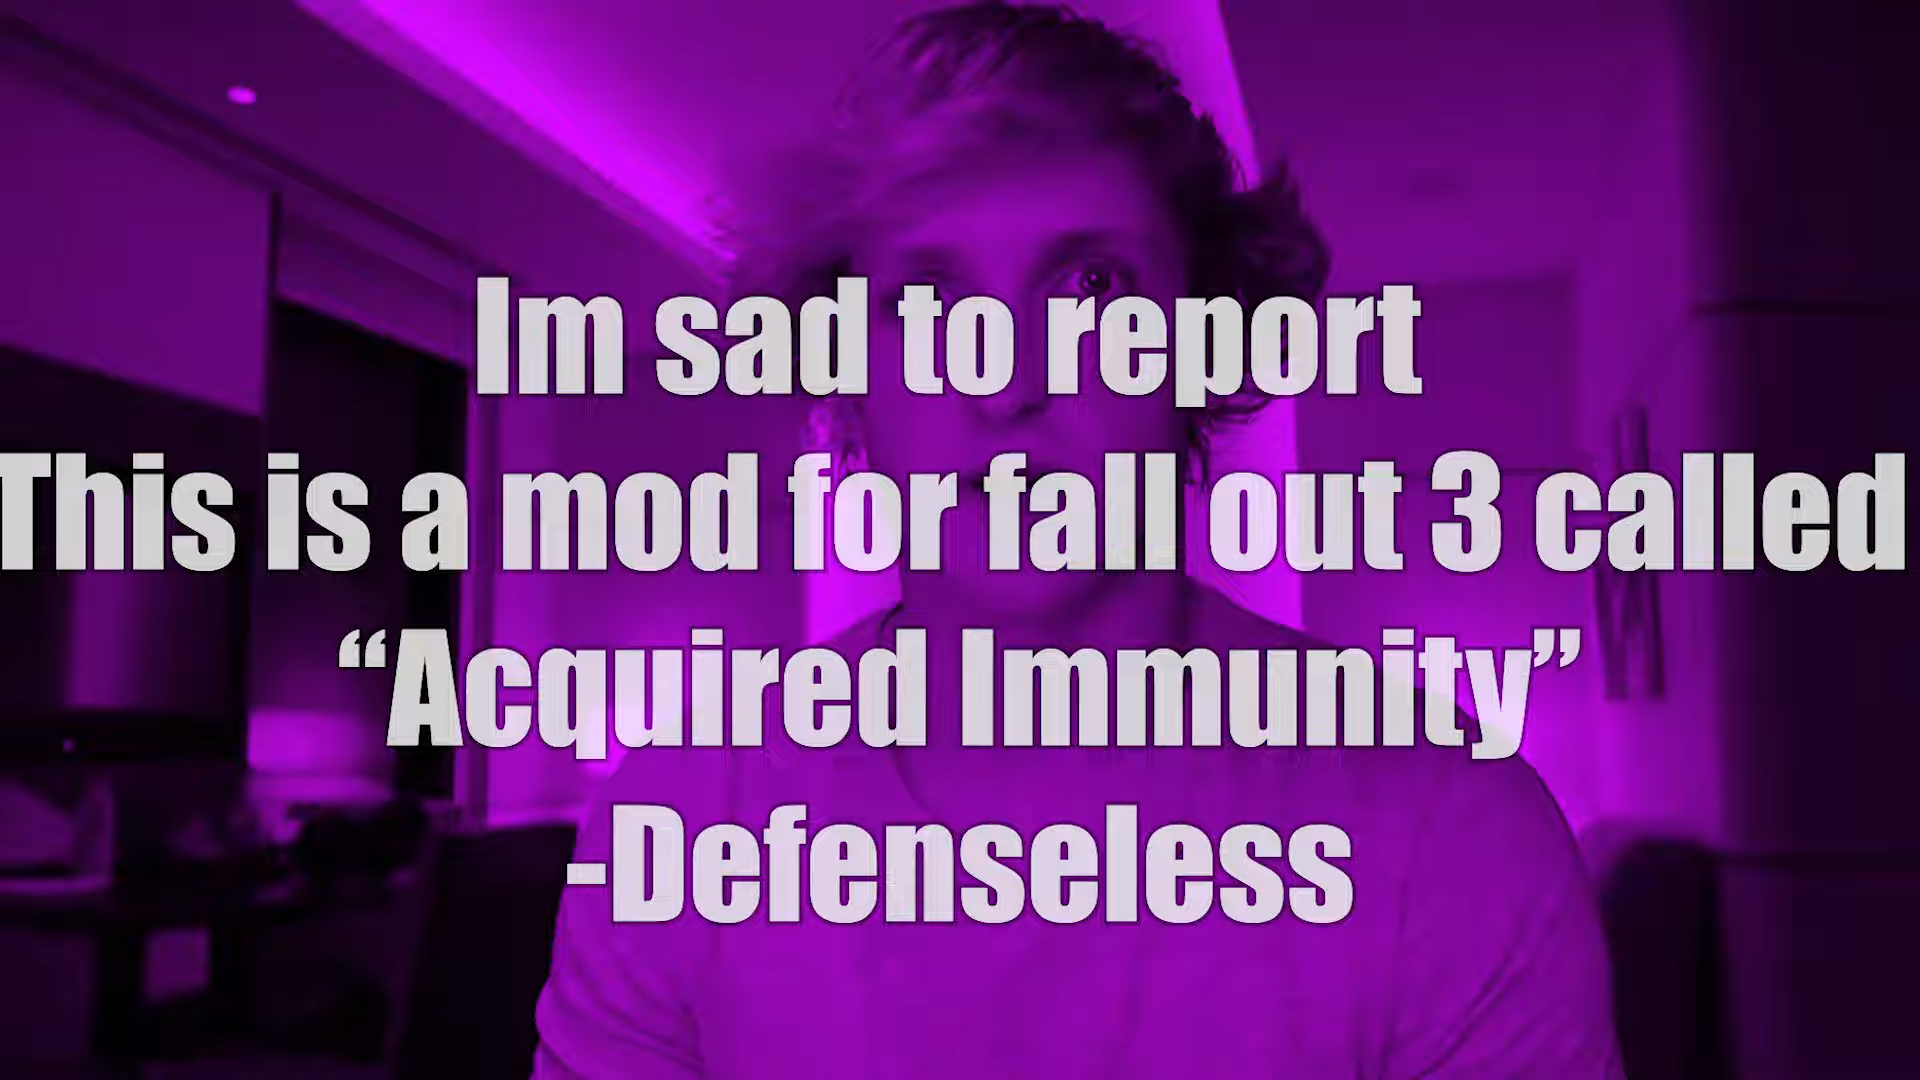 Im sad to report
This is a mod for fall out 3 called
“Acquired Immunity”
-Defenseless